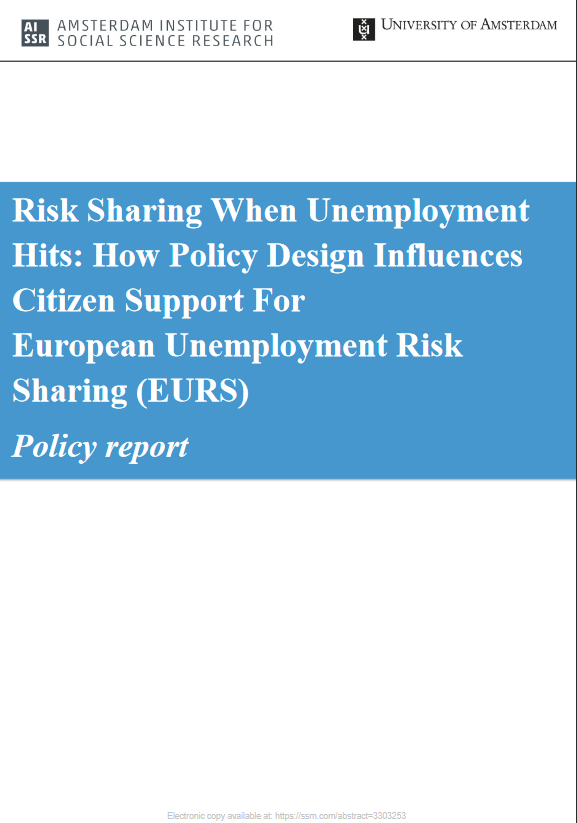 AI
SSR
AMSTERDAM INSTITUTE FOR
SOCIAL SCIENCE RESEARCH
UNIVERSITY OF AMSTERDAM
Risk Sharing When Unemployment
Hits: How Policy Design Influences
Citizen Support For
European Unemployment Risk
Sharing (EURS)
Policy report
Electronic copy available at: https://ssrn.com/abstract=3303253